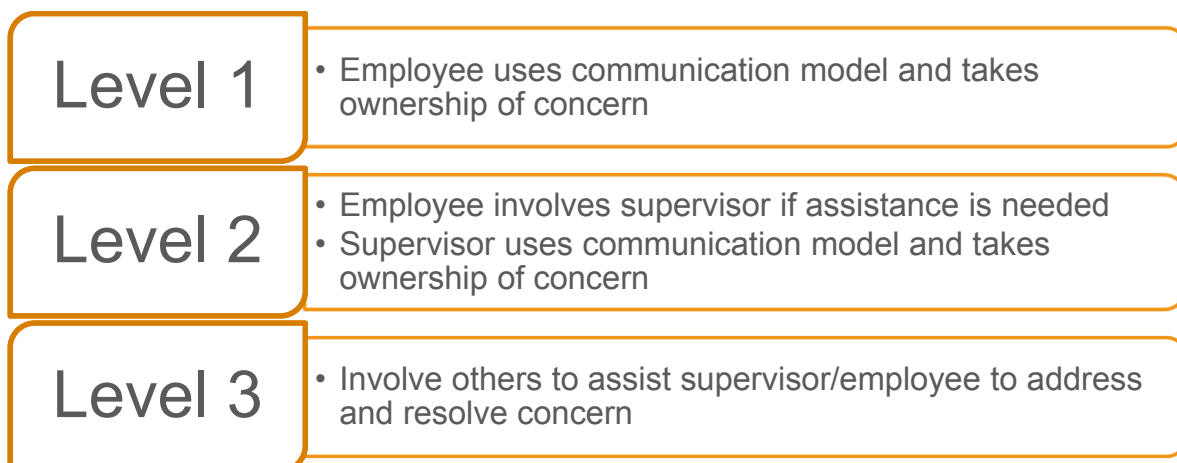 Level 1
• Employee uses communication model and takes
ownership of concern
Level 2
• Employee involves supervisor if assistance is needed
• Supervisor uses communication model and takes
ownership of concern
Level 3
• Involve others to assist supervisor/employee to address
and resolve concern